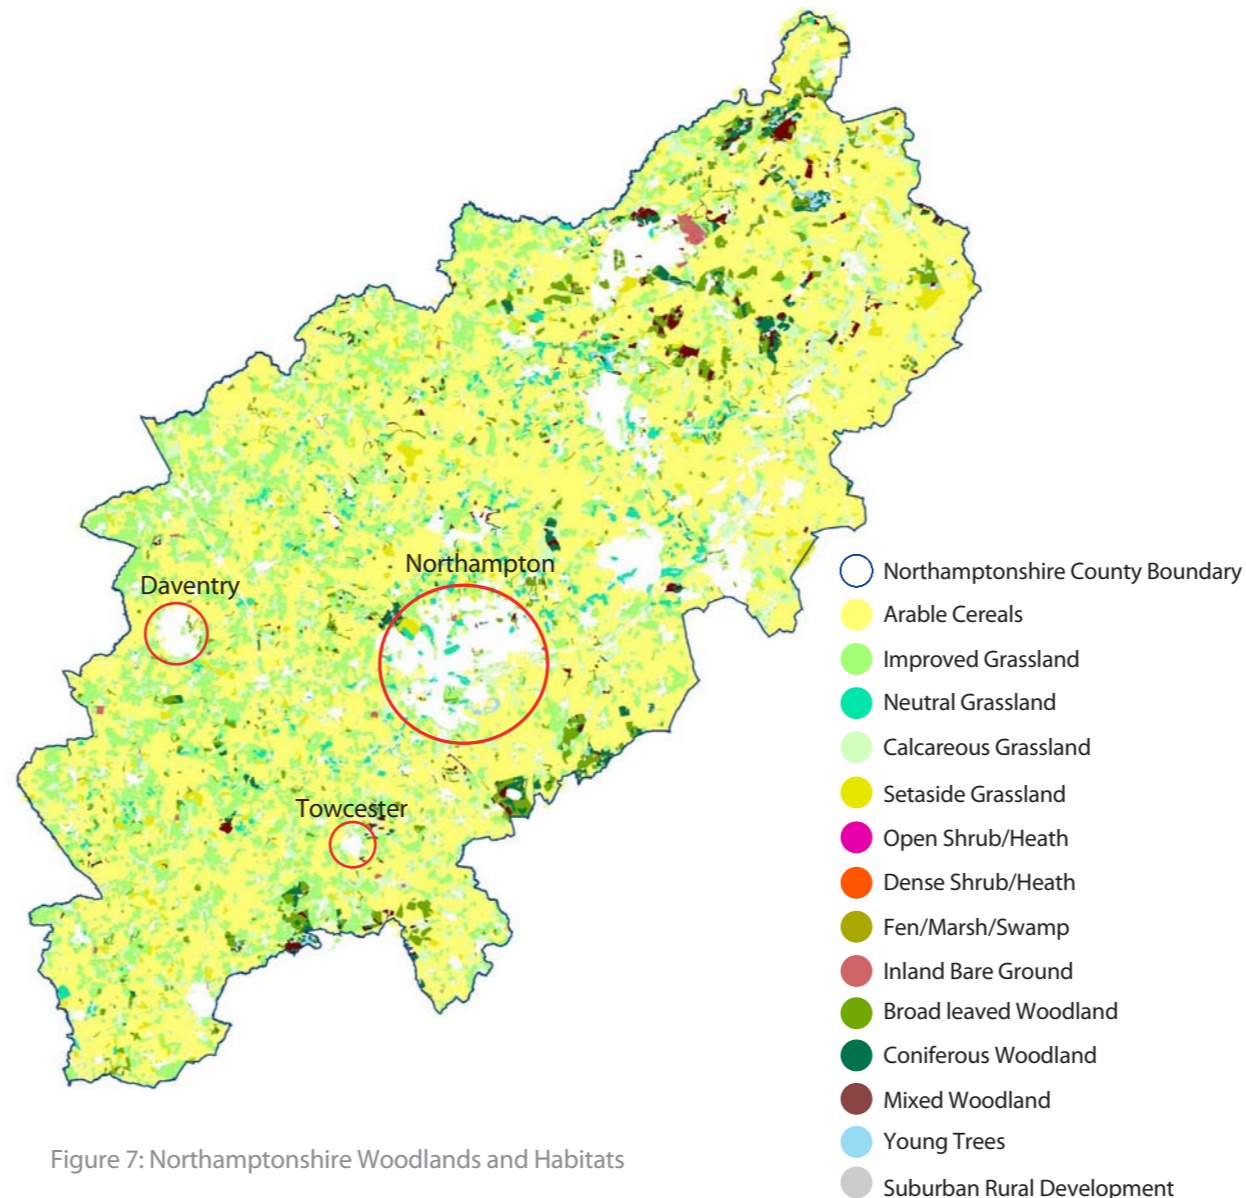 Northampton
Daventry
Towcester
Northamptonshire County Boundary
Arable Cereals
Improved Grassland
Neutral Grassland
Calcareous Grassland
Setaside Grassland
Open Shrub/Heath
Dense Shrub/Heath
Fen/Marsh/Swamp
Inland Bare Ground
Broad leaved Woodland
Coniferous Woodland
Mixed Woodland
Young Trees
Suburban Rural Development
Figure 7: Northamptonshire Woodlands and Habitats